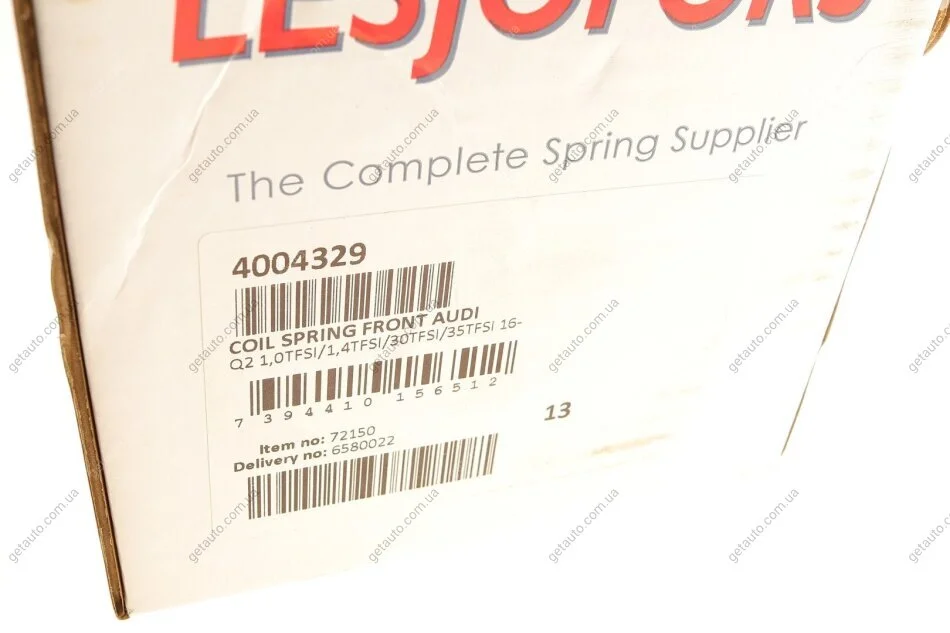 LESJÖFORS
The Complete Spring Supplier
4004329
COIL SPRING FRONT AUDI
Q2 1,0TFSI/1,4TFSI/30TFSI/35TFSI 16-
7 394410 156512
13
Item no: 72150
Delivery no: 6580022
getauto.com.ua